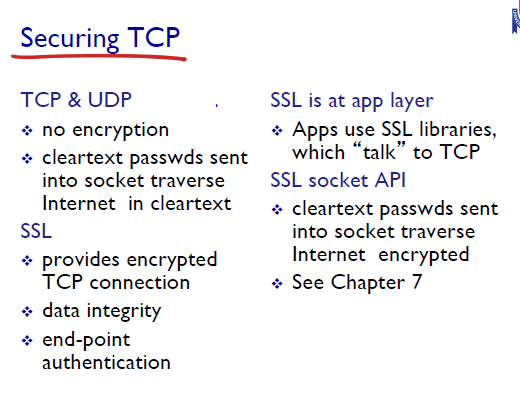 Securing TCP
TCP & UDP
❖ no encryption
❖ cleartext passwds sent
into socket traverse
Internet in cleartext
SSL
❖ provides encrypted
TCP connection
❖ data integrity
❖ end-point
authentication
SSL is at app layer
❖ Apps use SSL libraries,
which “talk” to TCP
SSL socket API
❖ cleartext passwds sent
into socket traverse
Internet encrypted
❖ See Chapter 7